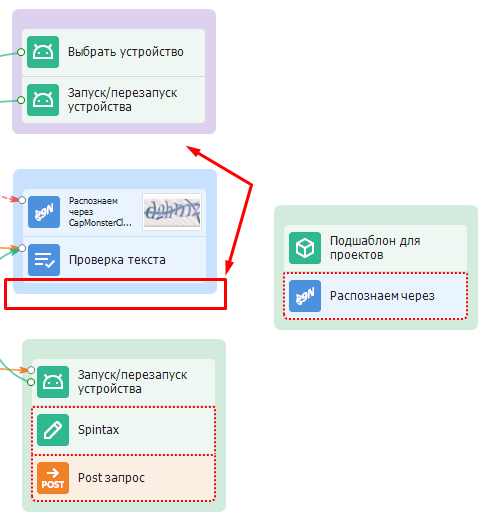 Выбрать устройство
Запуск/перезапуск
устройства
Распознаем
через
CapMonsterCl...
Проверка текста
Подшаблон для
проектов
Распознаем через
Запуск/перезапуск
устройства
Spintax
POST
Post запрос